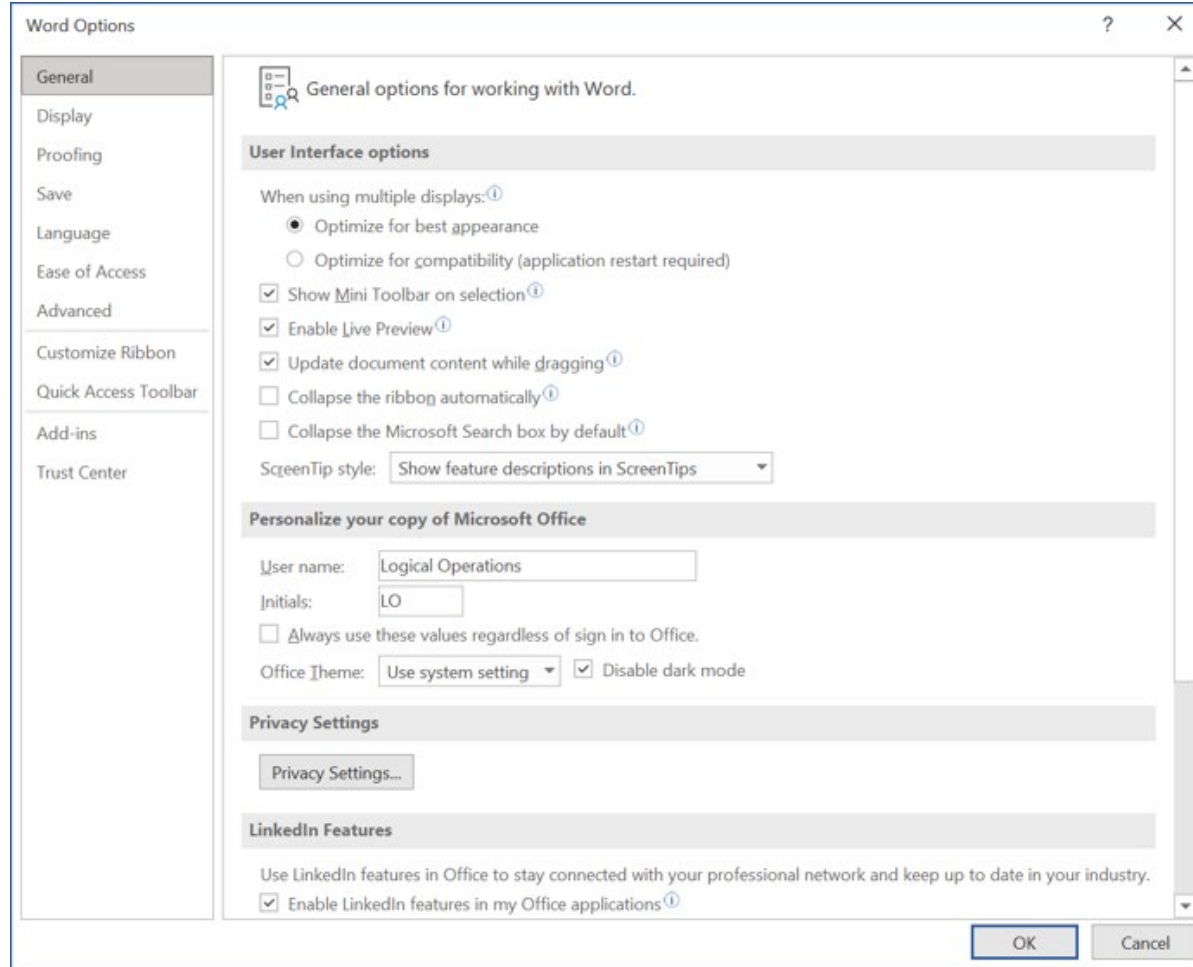 Word Options
?
General
Display
Proofing
Save
Language
Ease of Access
Advanced
Customize Ribbon
Quick Access Toolbar
Add-ins
Trust Center
General options for working with Word.
User Interface options
When using multiple displays:
Optimize for best appearance
Optimize for compatibility (application restart required)
Show Mini Toolbar on selection
Enable Live Preview
Update document content while dragging
Collapse the ribbon automatically
Collapse the Microsoft Search box by default
ScreenTip style: Show feature descriptions in ScreenTips
Personalize your copy of Microsoft Office
User name: Logical Operations
Initials: LO
Always use these values regardless of sign in to Office.
Office Theme: Use system setting Disable dark mode
Privacy Settings
Privacy Settings...
LinkedIn Features
Use LinkedIn features in Office to stay connected with your professional network and keep up to date in your industry.
Enable LinkedIn features in my Office applications
OK Cancel